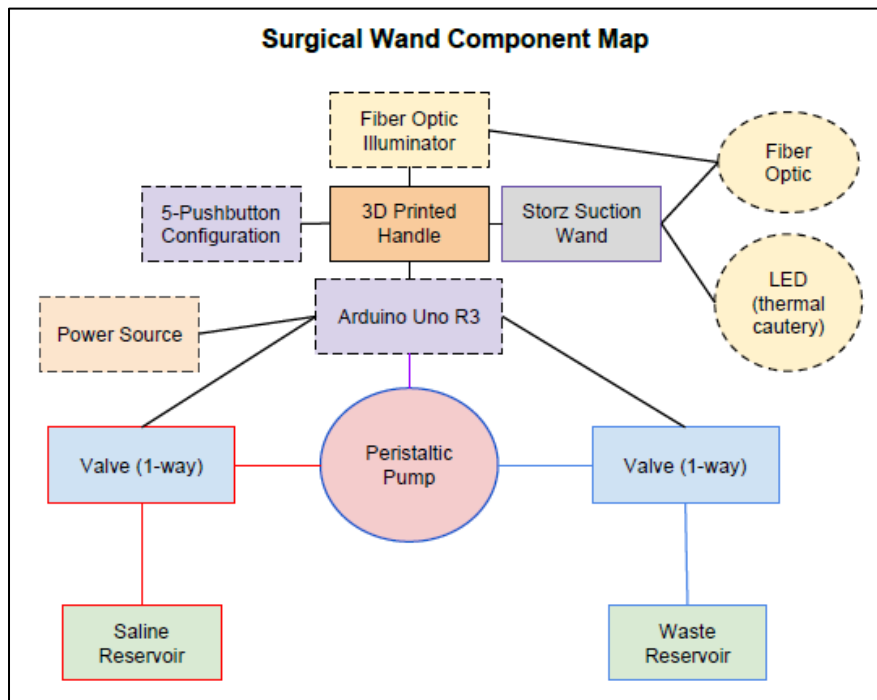 Surgical Wand Component Map
Fiber Optic
Illuminator
Fiber
Optic
5-Pushbutton
Configuration
3D Printed
Handle
Storz Suction
Wand
LED
(thermal
cautery)
Power Source
Arduino Uno R3
Valve (1-way)
Peristaltic
Pump
Valve (1-way)
Saline
Reservoir
Waste
Reservoir